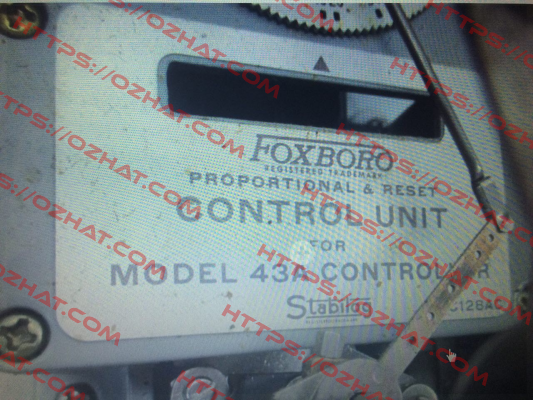 FOXBORO
REGISTERED TRADEMARK
PROPORTIONAL & RESET
CONTROL UNIT
FOR
MODEL 43A CONTROLLER
Stabilog
HTTPS://OZHAT.COM